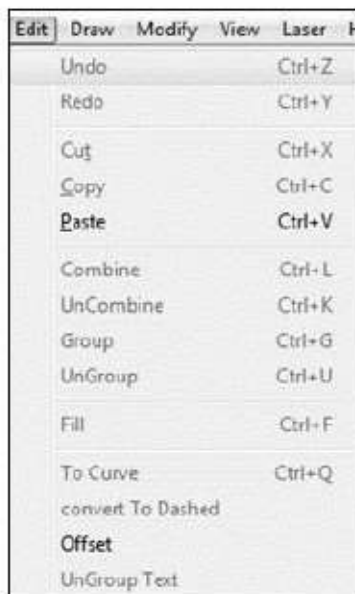 Edit Draw Modify View Laser
Undo Ctrl+Z
Redo Ctrl+Y
Cut Ctrl+X
Copy Ctrl+C
Paste Ctrl+V
Combine Ctrl+L
UnCombine Ctrl+K
Group Ctrl+G
UnGroup Ctrl+U
Fill Ctrl+F
To Curve Ctrl+Q
convert To Dashed
Offset
UnGroup Text